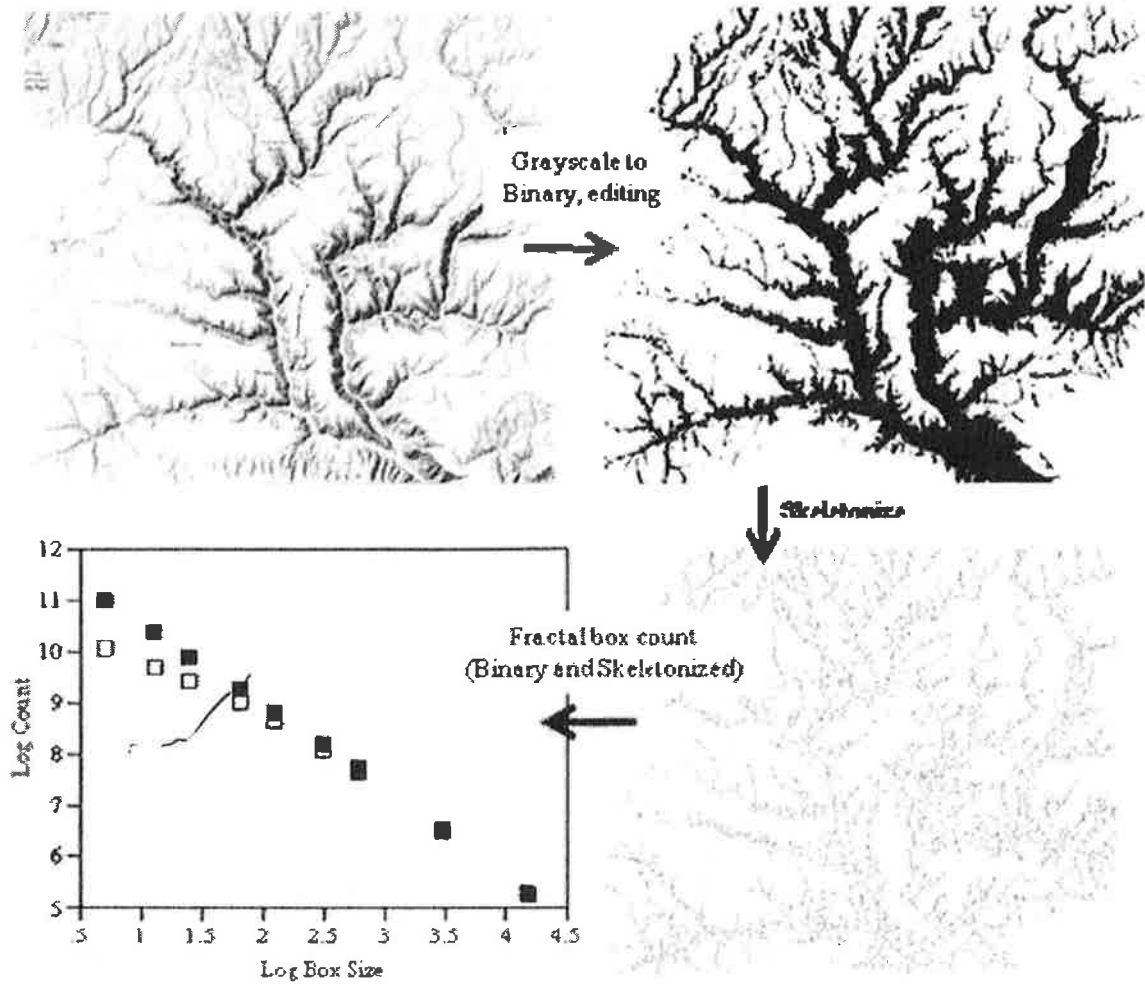 Grayscale to
Binary, editing
Skeletonize
Fractal box count
(Binary and Skeletonized)
12
11
10
9
8
7
6
5
Log Count
.5 1 1.5 2 2.5 3 3.5 4 4.5
Log Box Size